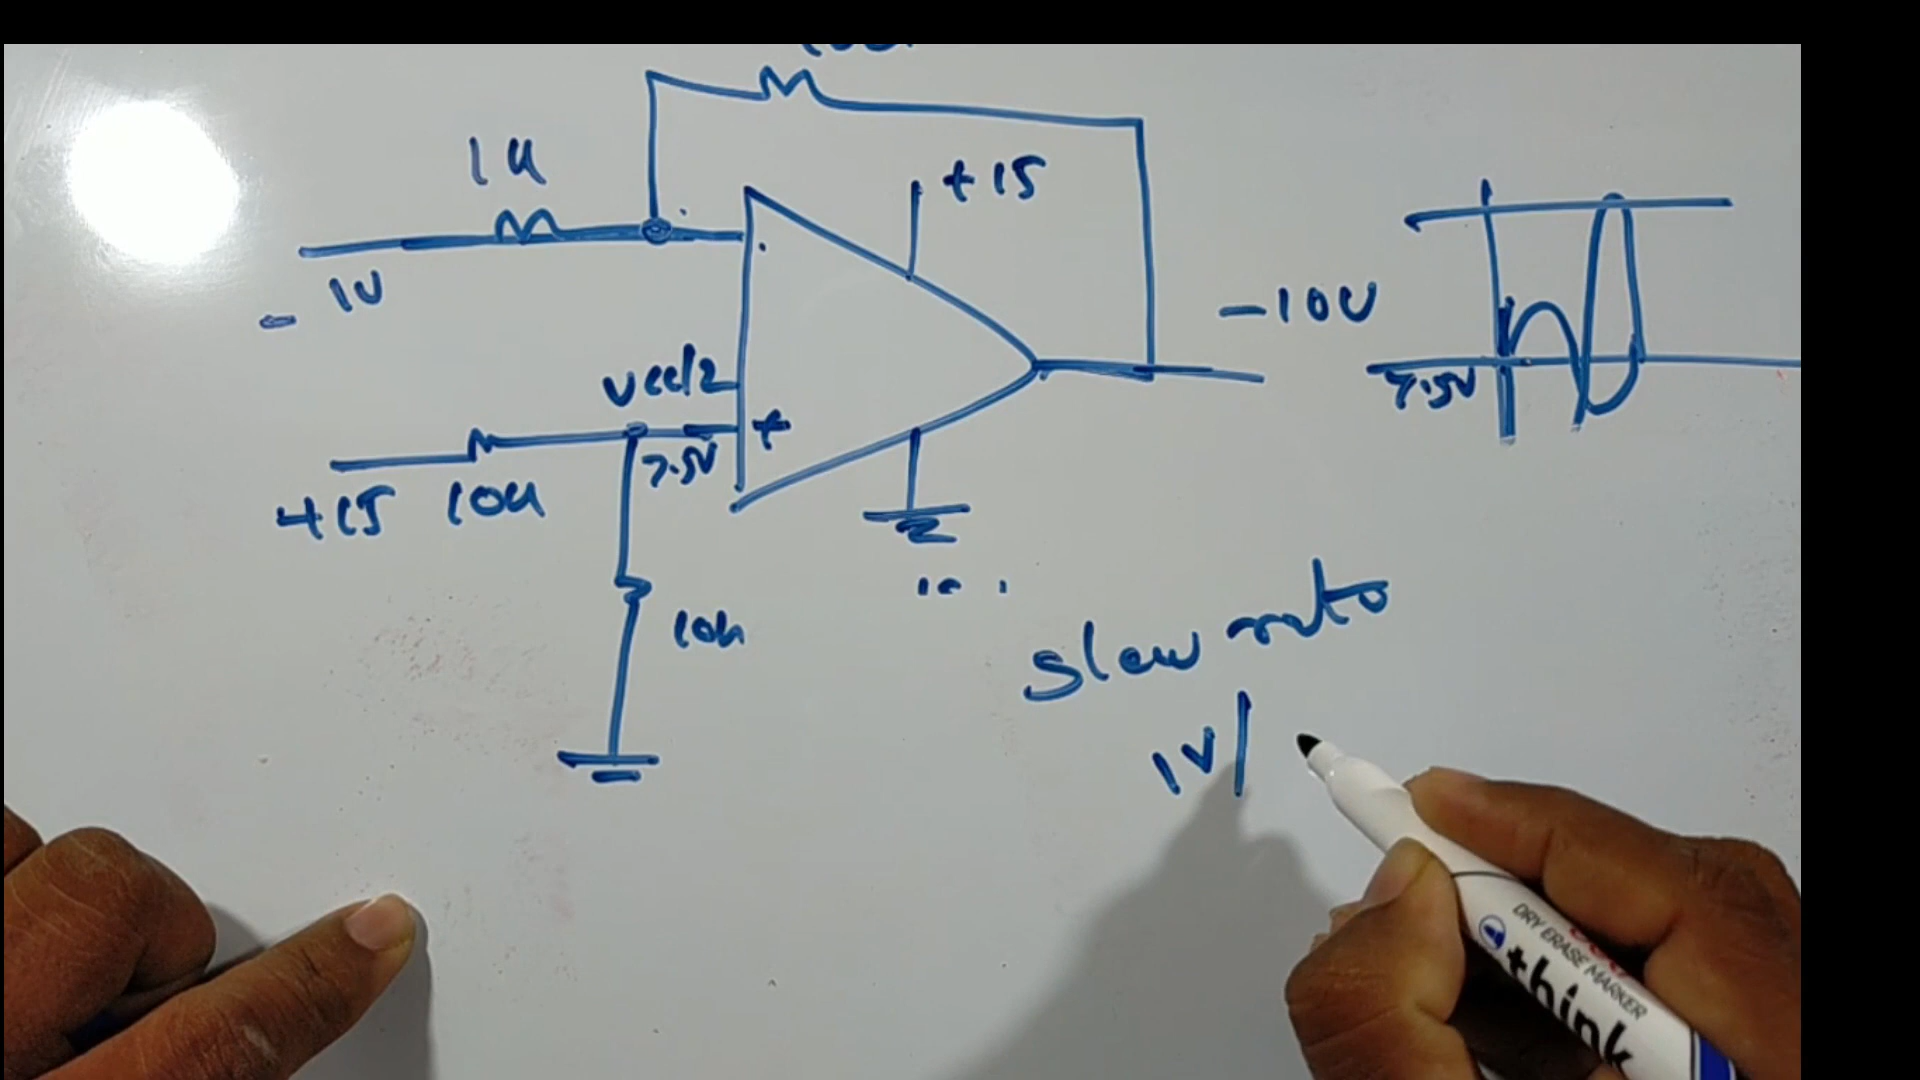 1K
+15
1V
-10V
Vcc/2
7.5V
+
7.5V
+15
10K
10K
slew rate
1V/
DRY ERASE MARKER
think